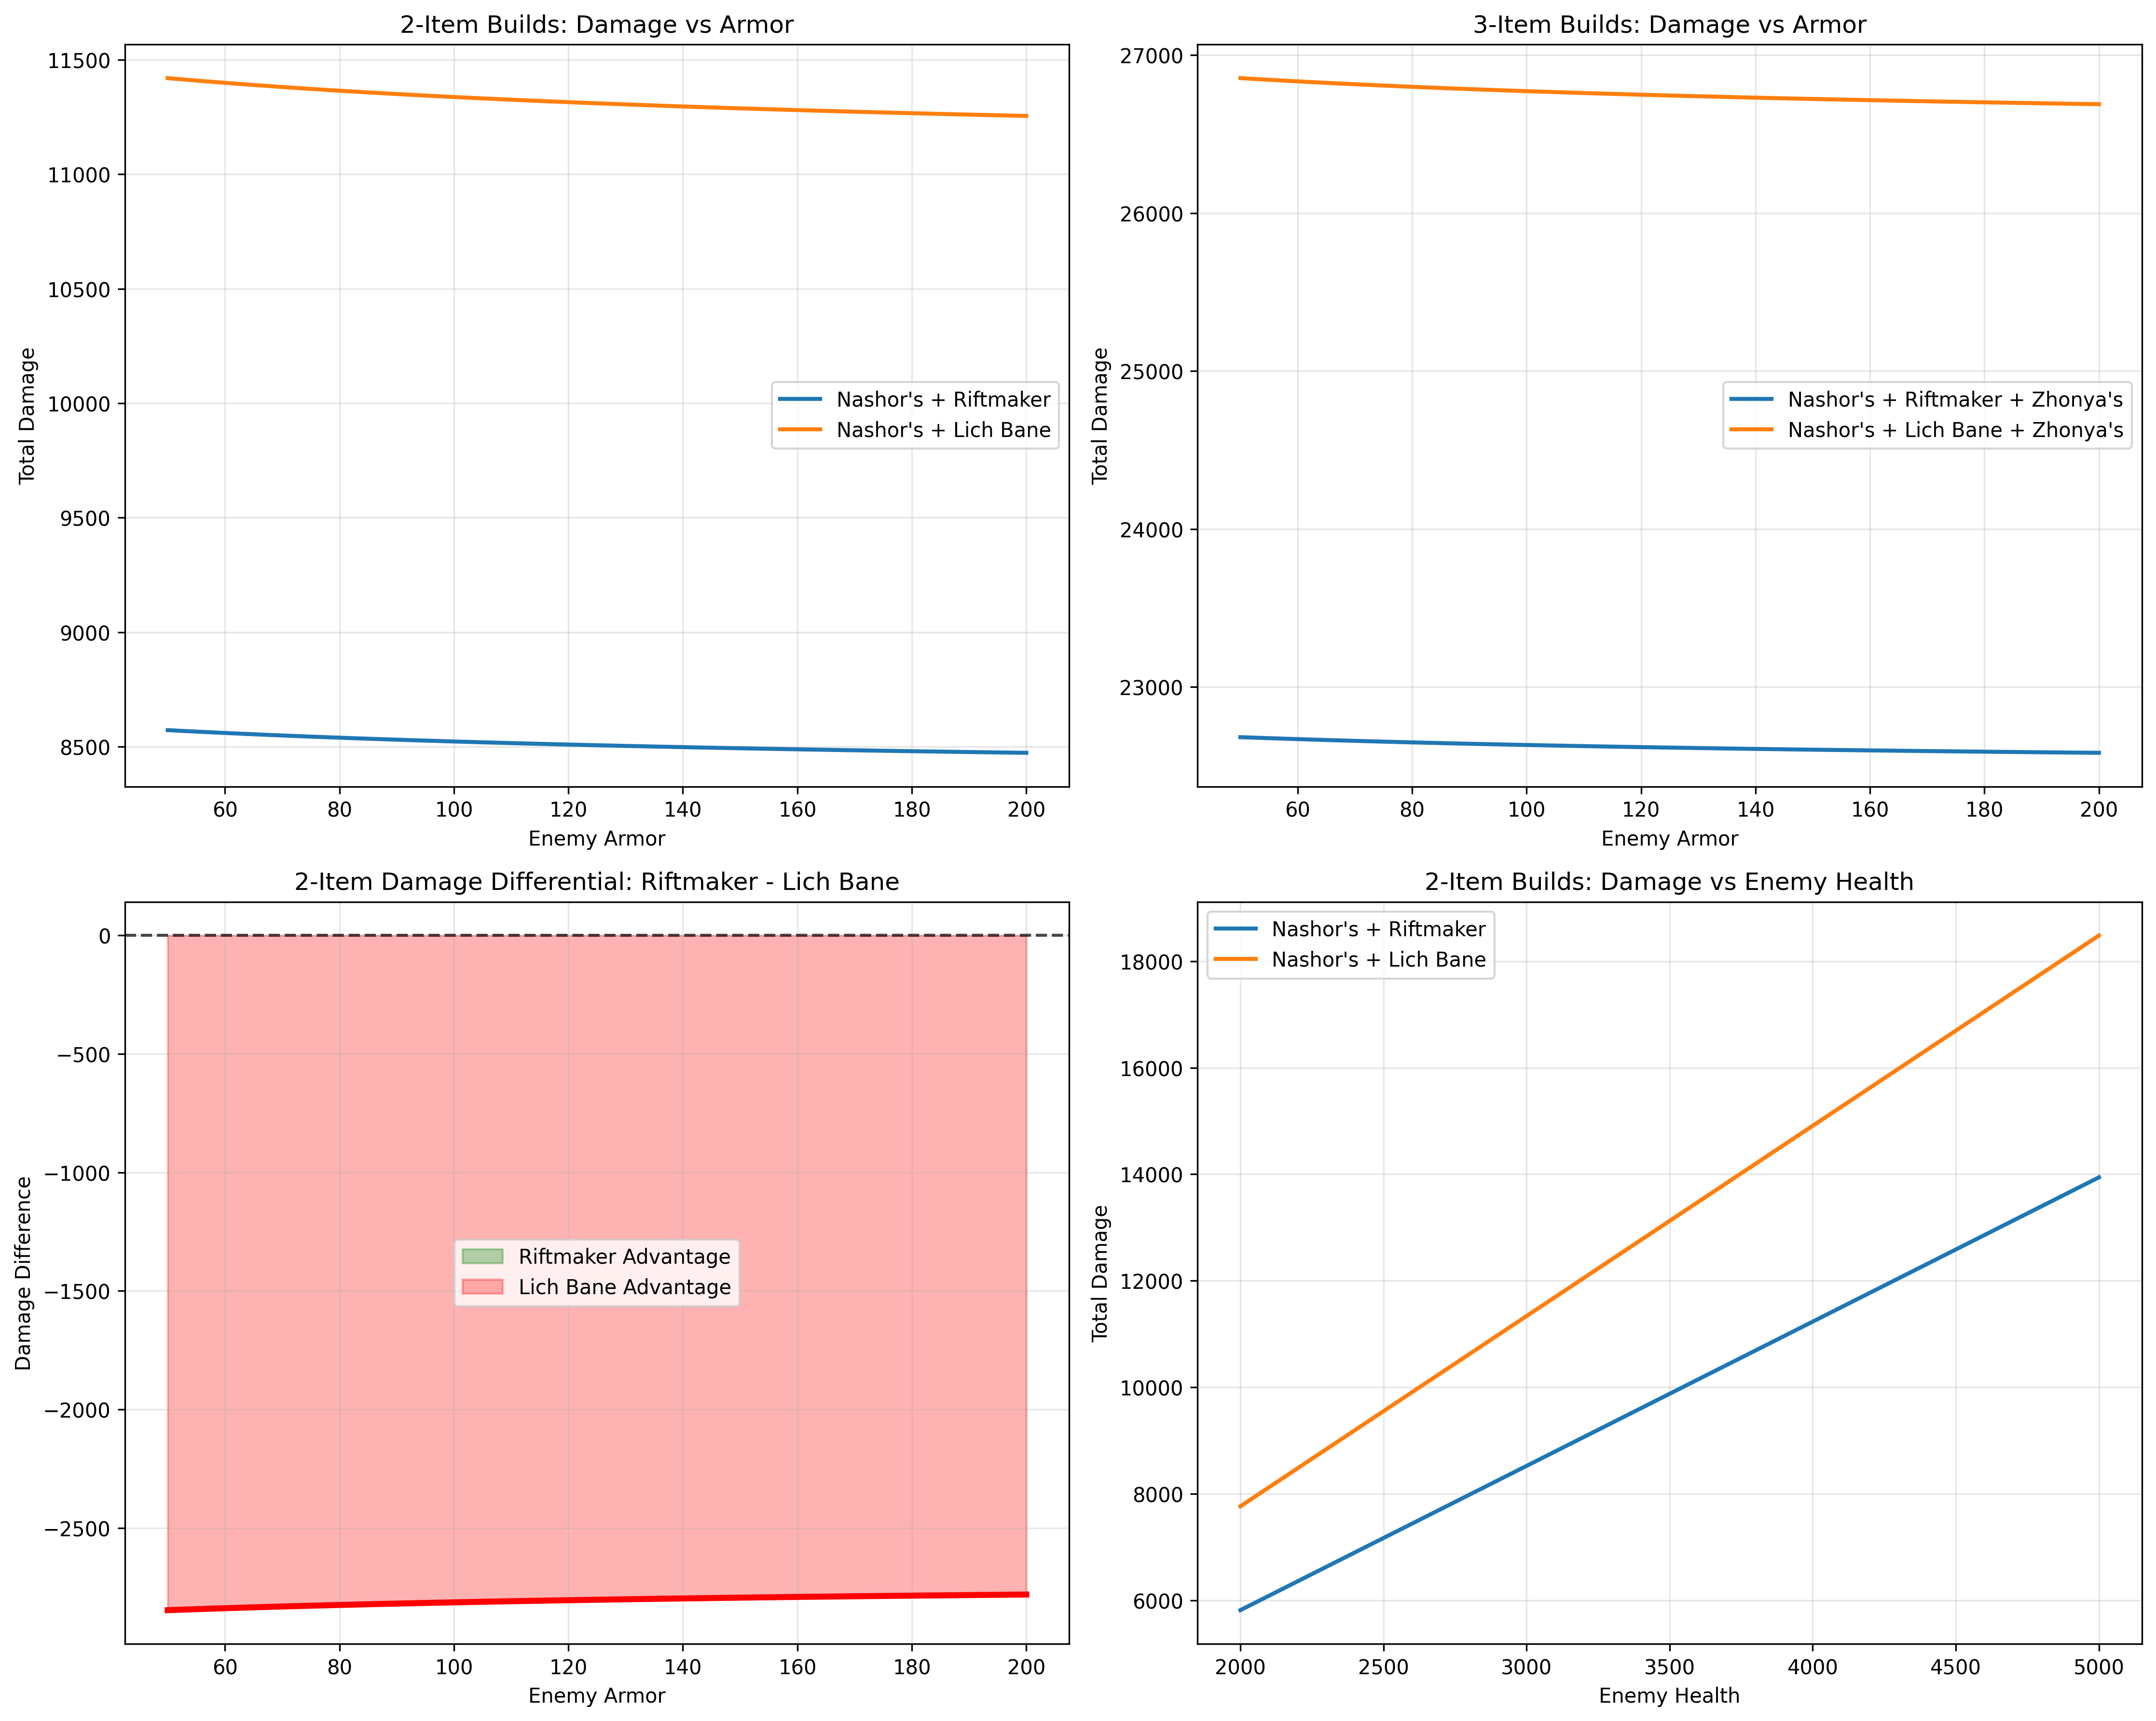 2-Item Builds: Damage vs Armor
11500
11000
10500
10000
9500
9000
8500
Total Damage
Nashor's + Riftmaker
Nashor's + Lich Bane
60 80 100 120 140 160 180 200
Enemy Armor
3-Item Builds: Damage vs Armor
27000
26000
25000
24000
23000
Total Damage
Nashor's + Riftmaker + Zhonya's
Nashor's + Lich Bane + Zhonya's
60 80 100 120 140 160 180 200
Enemy Armor
2-Item Damage Differential: Riftmaker - Lich Bane
0
−500
−1000
−1500
−2000
−2500
Damage Difference
Riftmaker Advantage
Lich Bane Advantage
60 80 100 120 140 160 180 200
Enemy Armor
2-Item Builds: Damage vs Enemy Health
Nashor's + Riftmaker
Nashor's + Lich Bane
18000
16000
14000
12000
10000
8000
6000
Total Damage
2000 2500 3000 3500 4000 4500 5000
Enemy Health